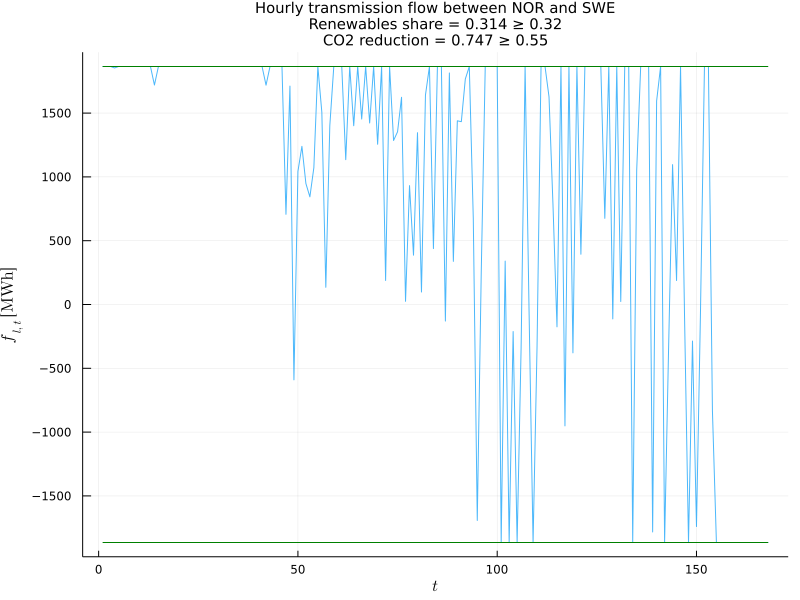 Hourly transmission flow between NOR and SWE
Renewables share = 0.314 ≥ 0.32
CO2 reduction = 0.747 ≥ 0.55
f_{l,t} [MWh]
1500
1000
500
0
−500
−1000
−1500
0 50 100 150
t